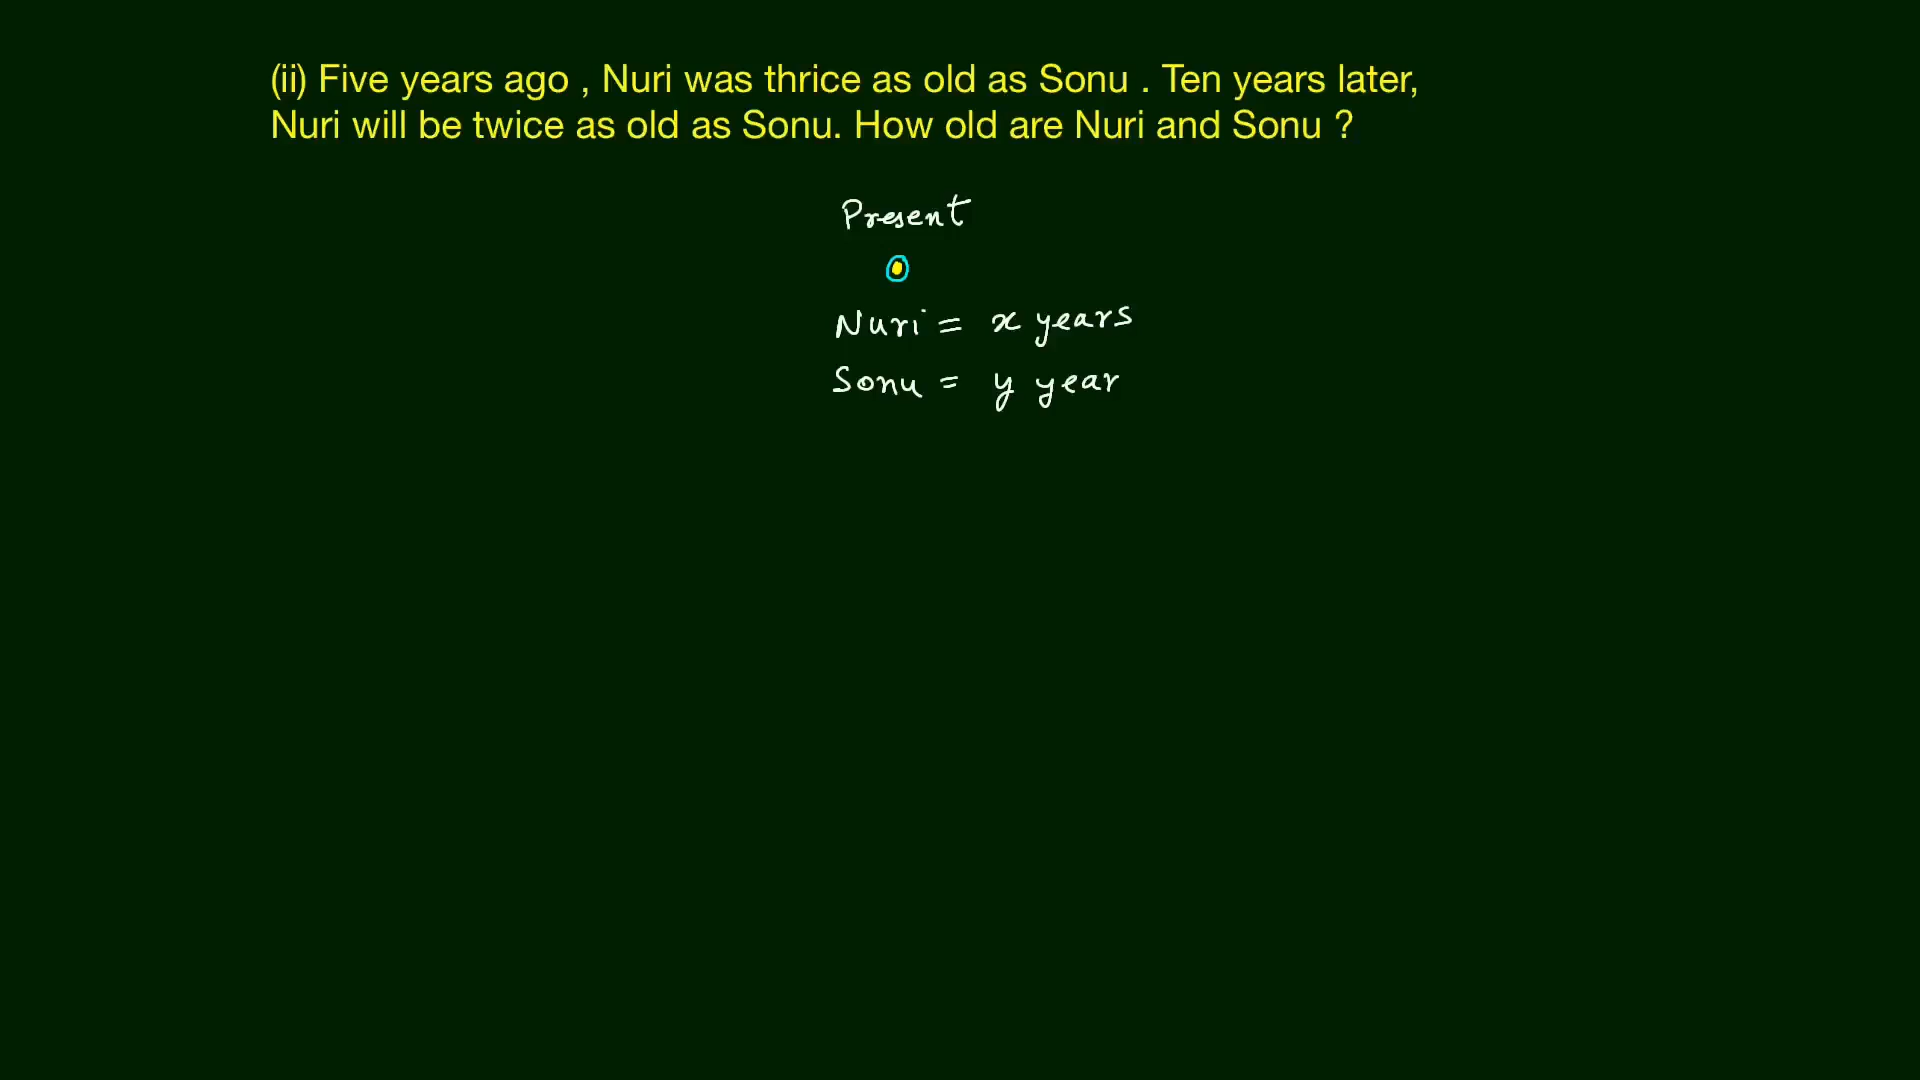 (ii) Five years ago , Nuri was thrice as old as Sonu . Ten years later,
Nuri will be twice as old as Sonu. How old are Nuri and Sonu ?
Present
Nuri = x years
Sonu = y year